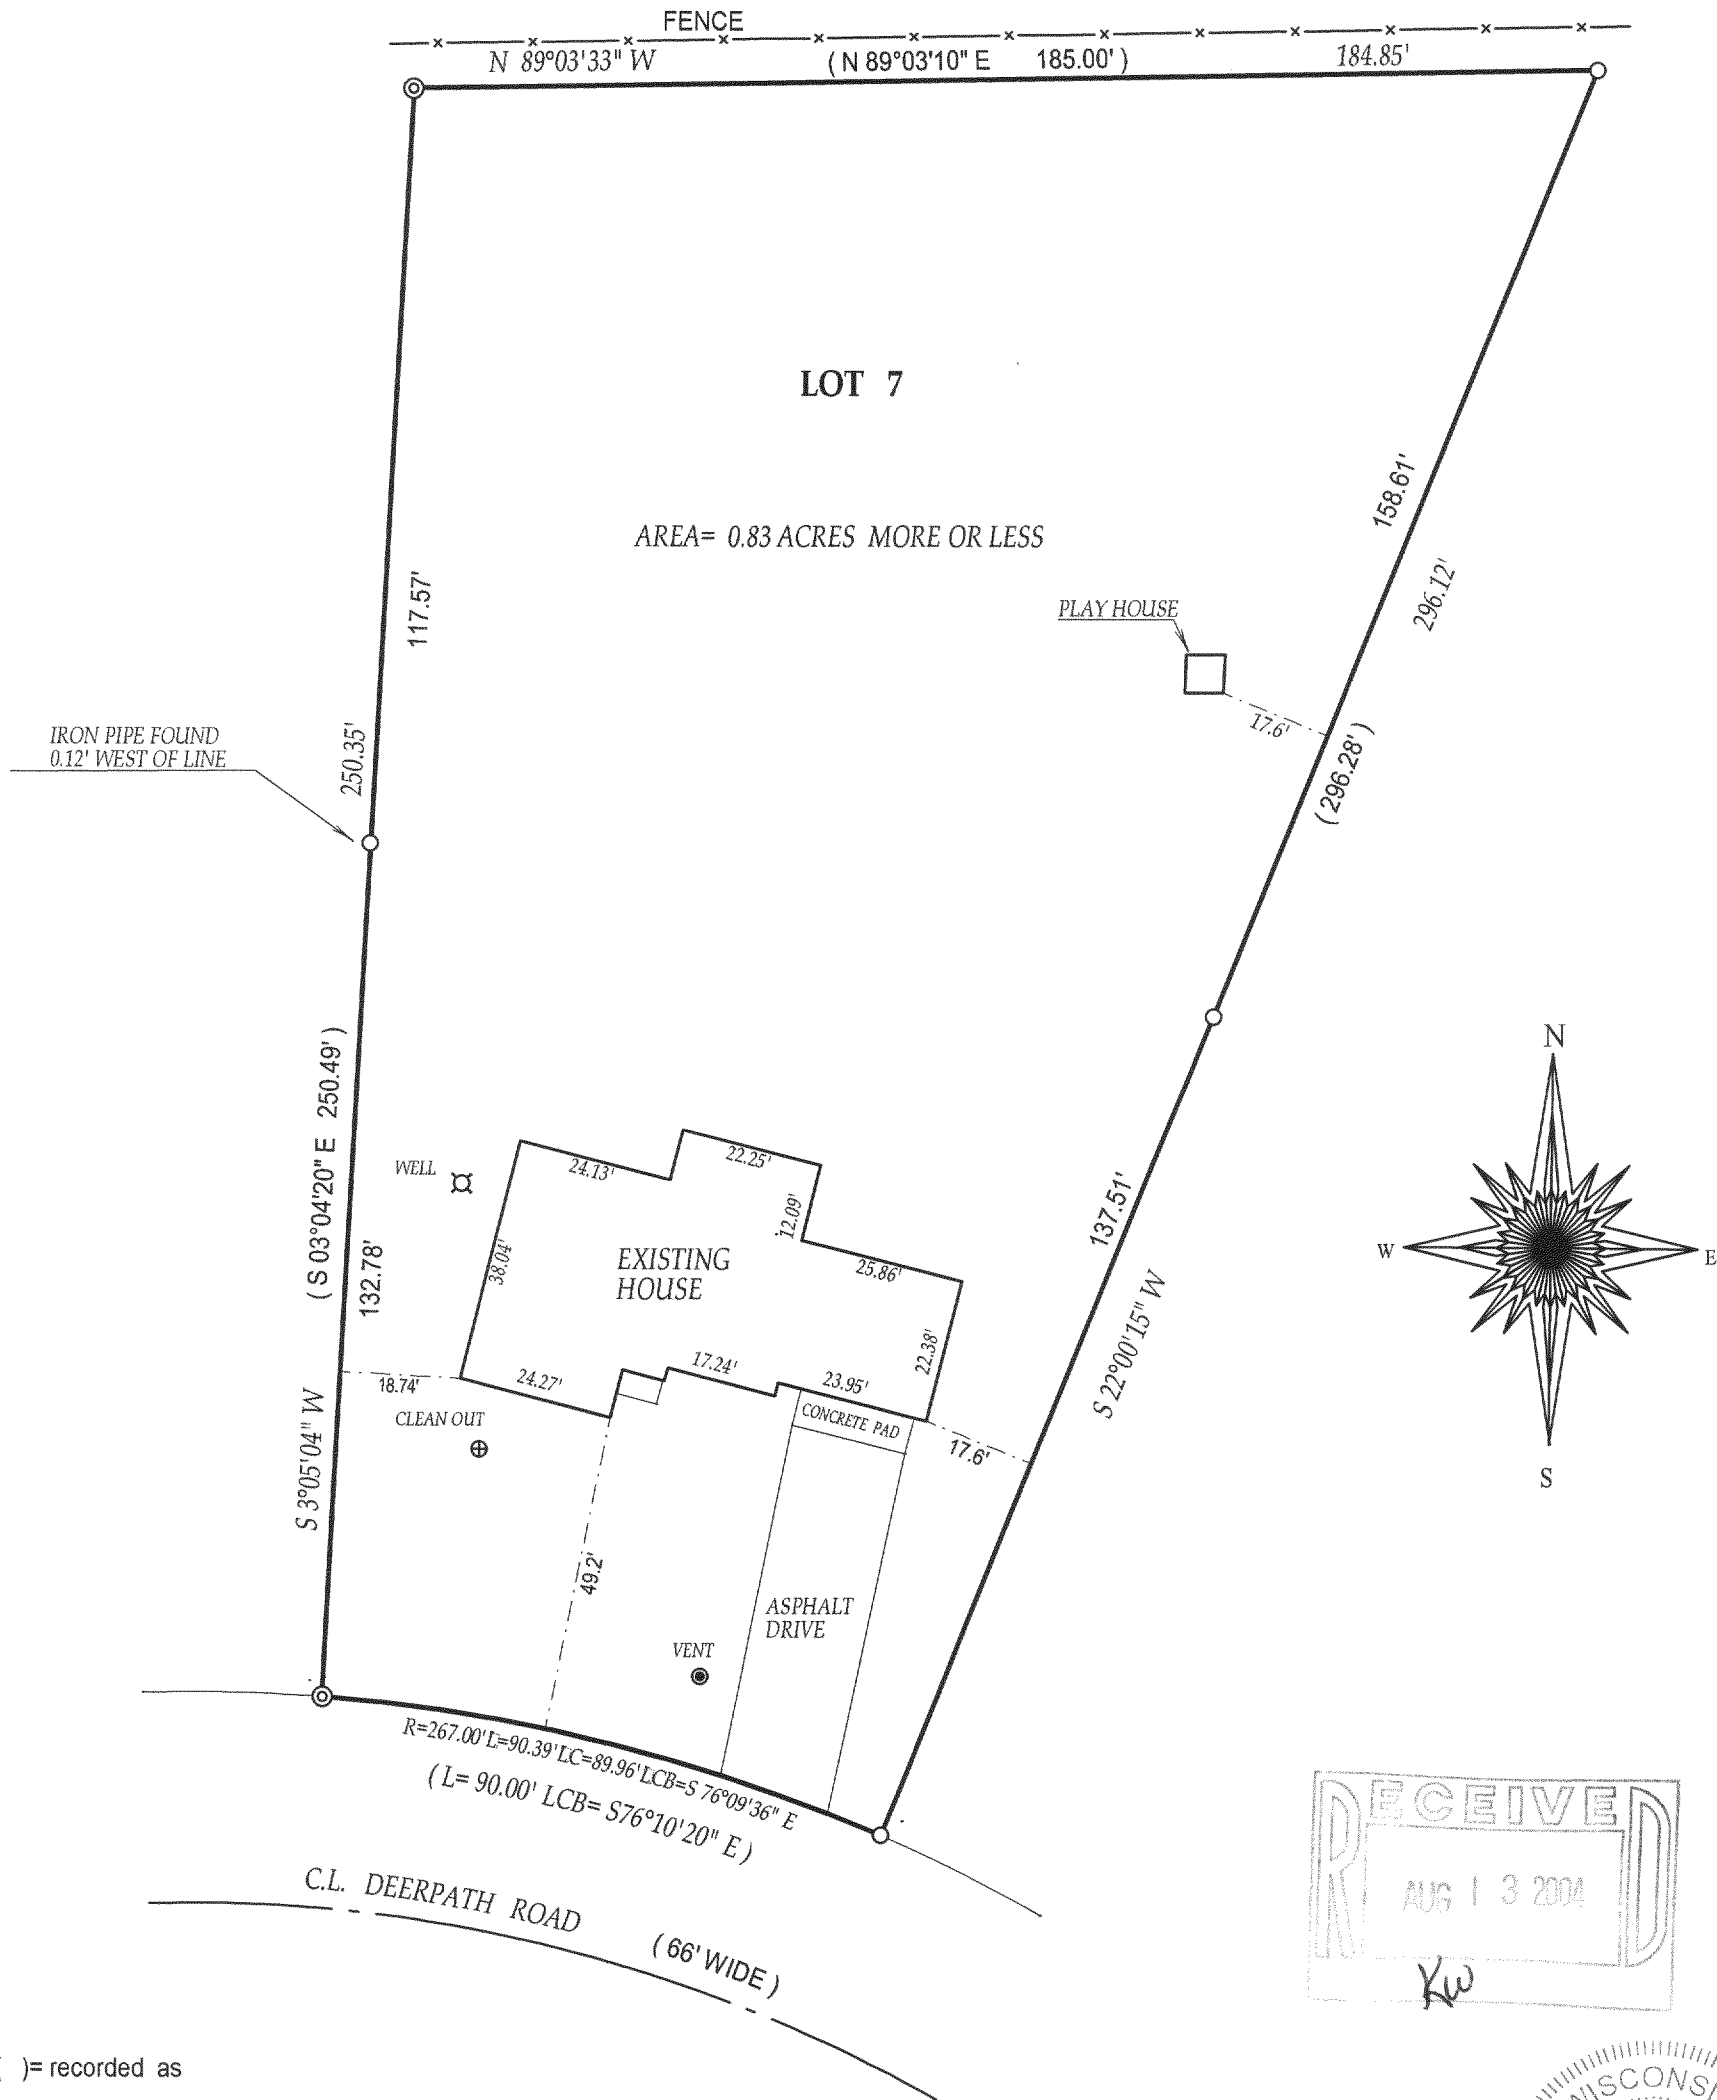 FENCE
N 89°03'33" W
( N 89°03'10" E 185.00' )
184.85'
LOT 7
AREA= 0.83 ACRES MORE OR LESS
158.61'
296.12'
117.57'
PLAY HOUSE
17.6'
( 296.28' )
IRON PIPE FOUND
0.12' WEST OF LINE
250.35'
( S 03°04'20" E 250.49' )
132.78'
S 3°05'04" W
WELL
24.13'
22.25'
12.09'
38.04'
EXISTING
HOUSE
25.86'
22.38'
137.51'
S 22°00'15" W
N
W
E
S
18.74'
24.27'
17.24'
23.95'
CONCRETE PAD
CLEAN OUT
17.6'
49.2'
ASPHALT
DRIVE
VENT
R=267.00' L=90.39' LC=89.96' LCB=S 76°09'36" E
( L= 90.00' LCB= S76°10'20" E )
C.L. DEERPATH ROAD
( 66' WIDE )
RECEIVED
AUG 13 2004
KW
( )= recorded as